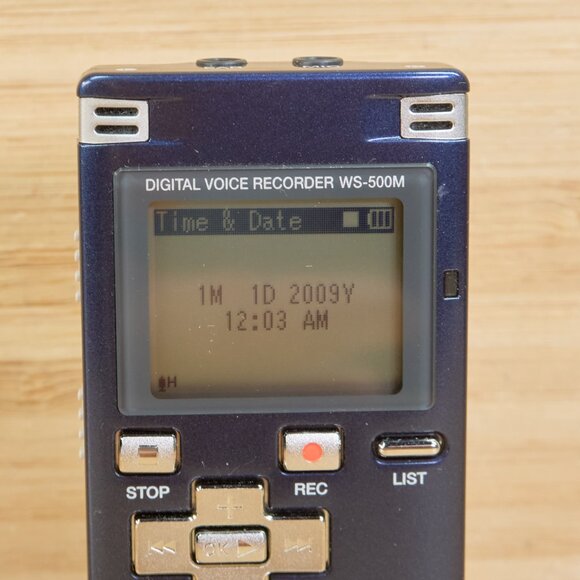 DIGITAL VOICE RECORDER WS-500M
Time & Date
1M 1D 2009Y
12:03 AM
H
STOP
REC
LIST
+
OK